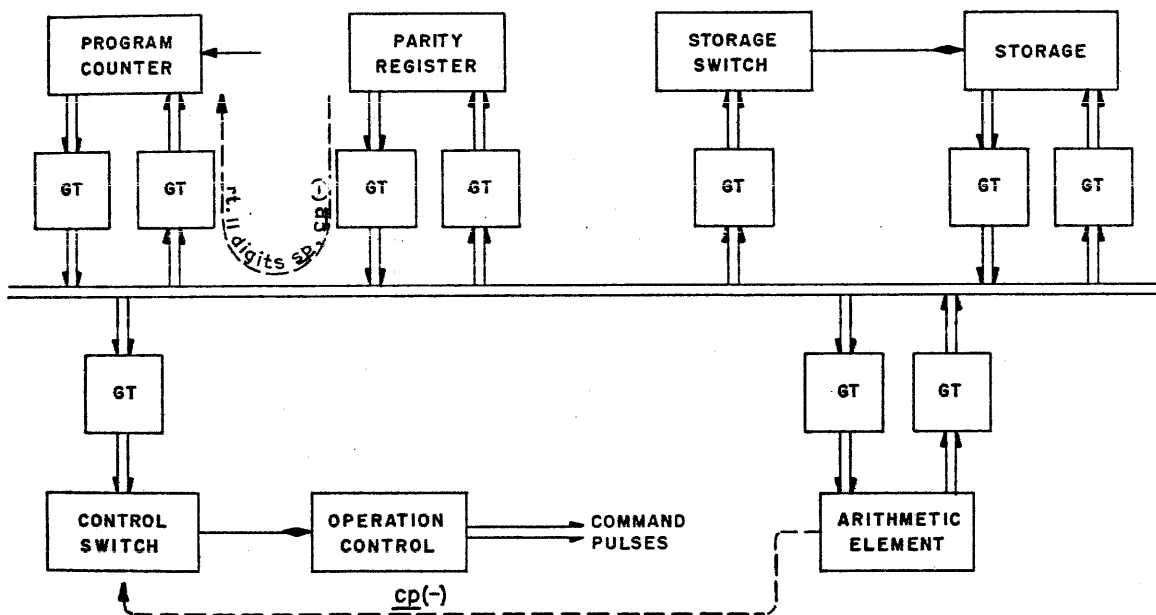 PROGRAM
COUNTER
PARITY
REGISTER
STORAGE
SWITCH
STORAGE
GT
GT
rt. 11 digits sp, cp(-)
GT
GT
GT
GT
GT
GT
GT
GT
CONTROL
SWITCH
OPERATION
CONTROL
COMMAND
PULSES
ARITHMETIC
ELEMENT
cp(-)